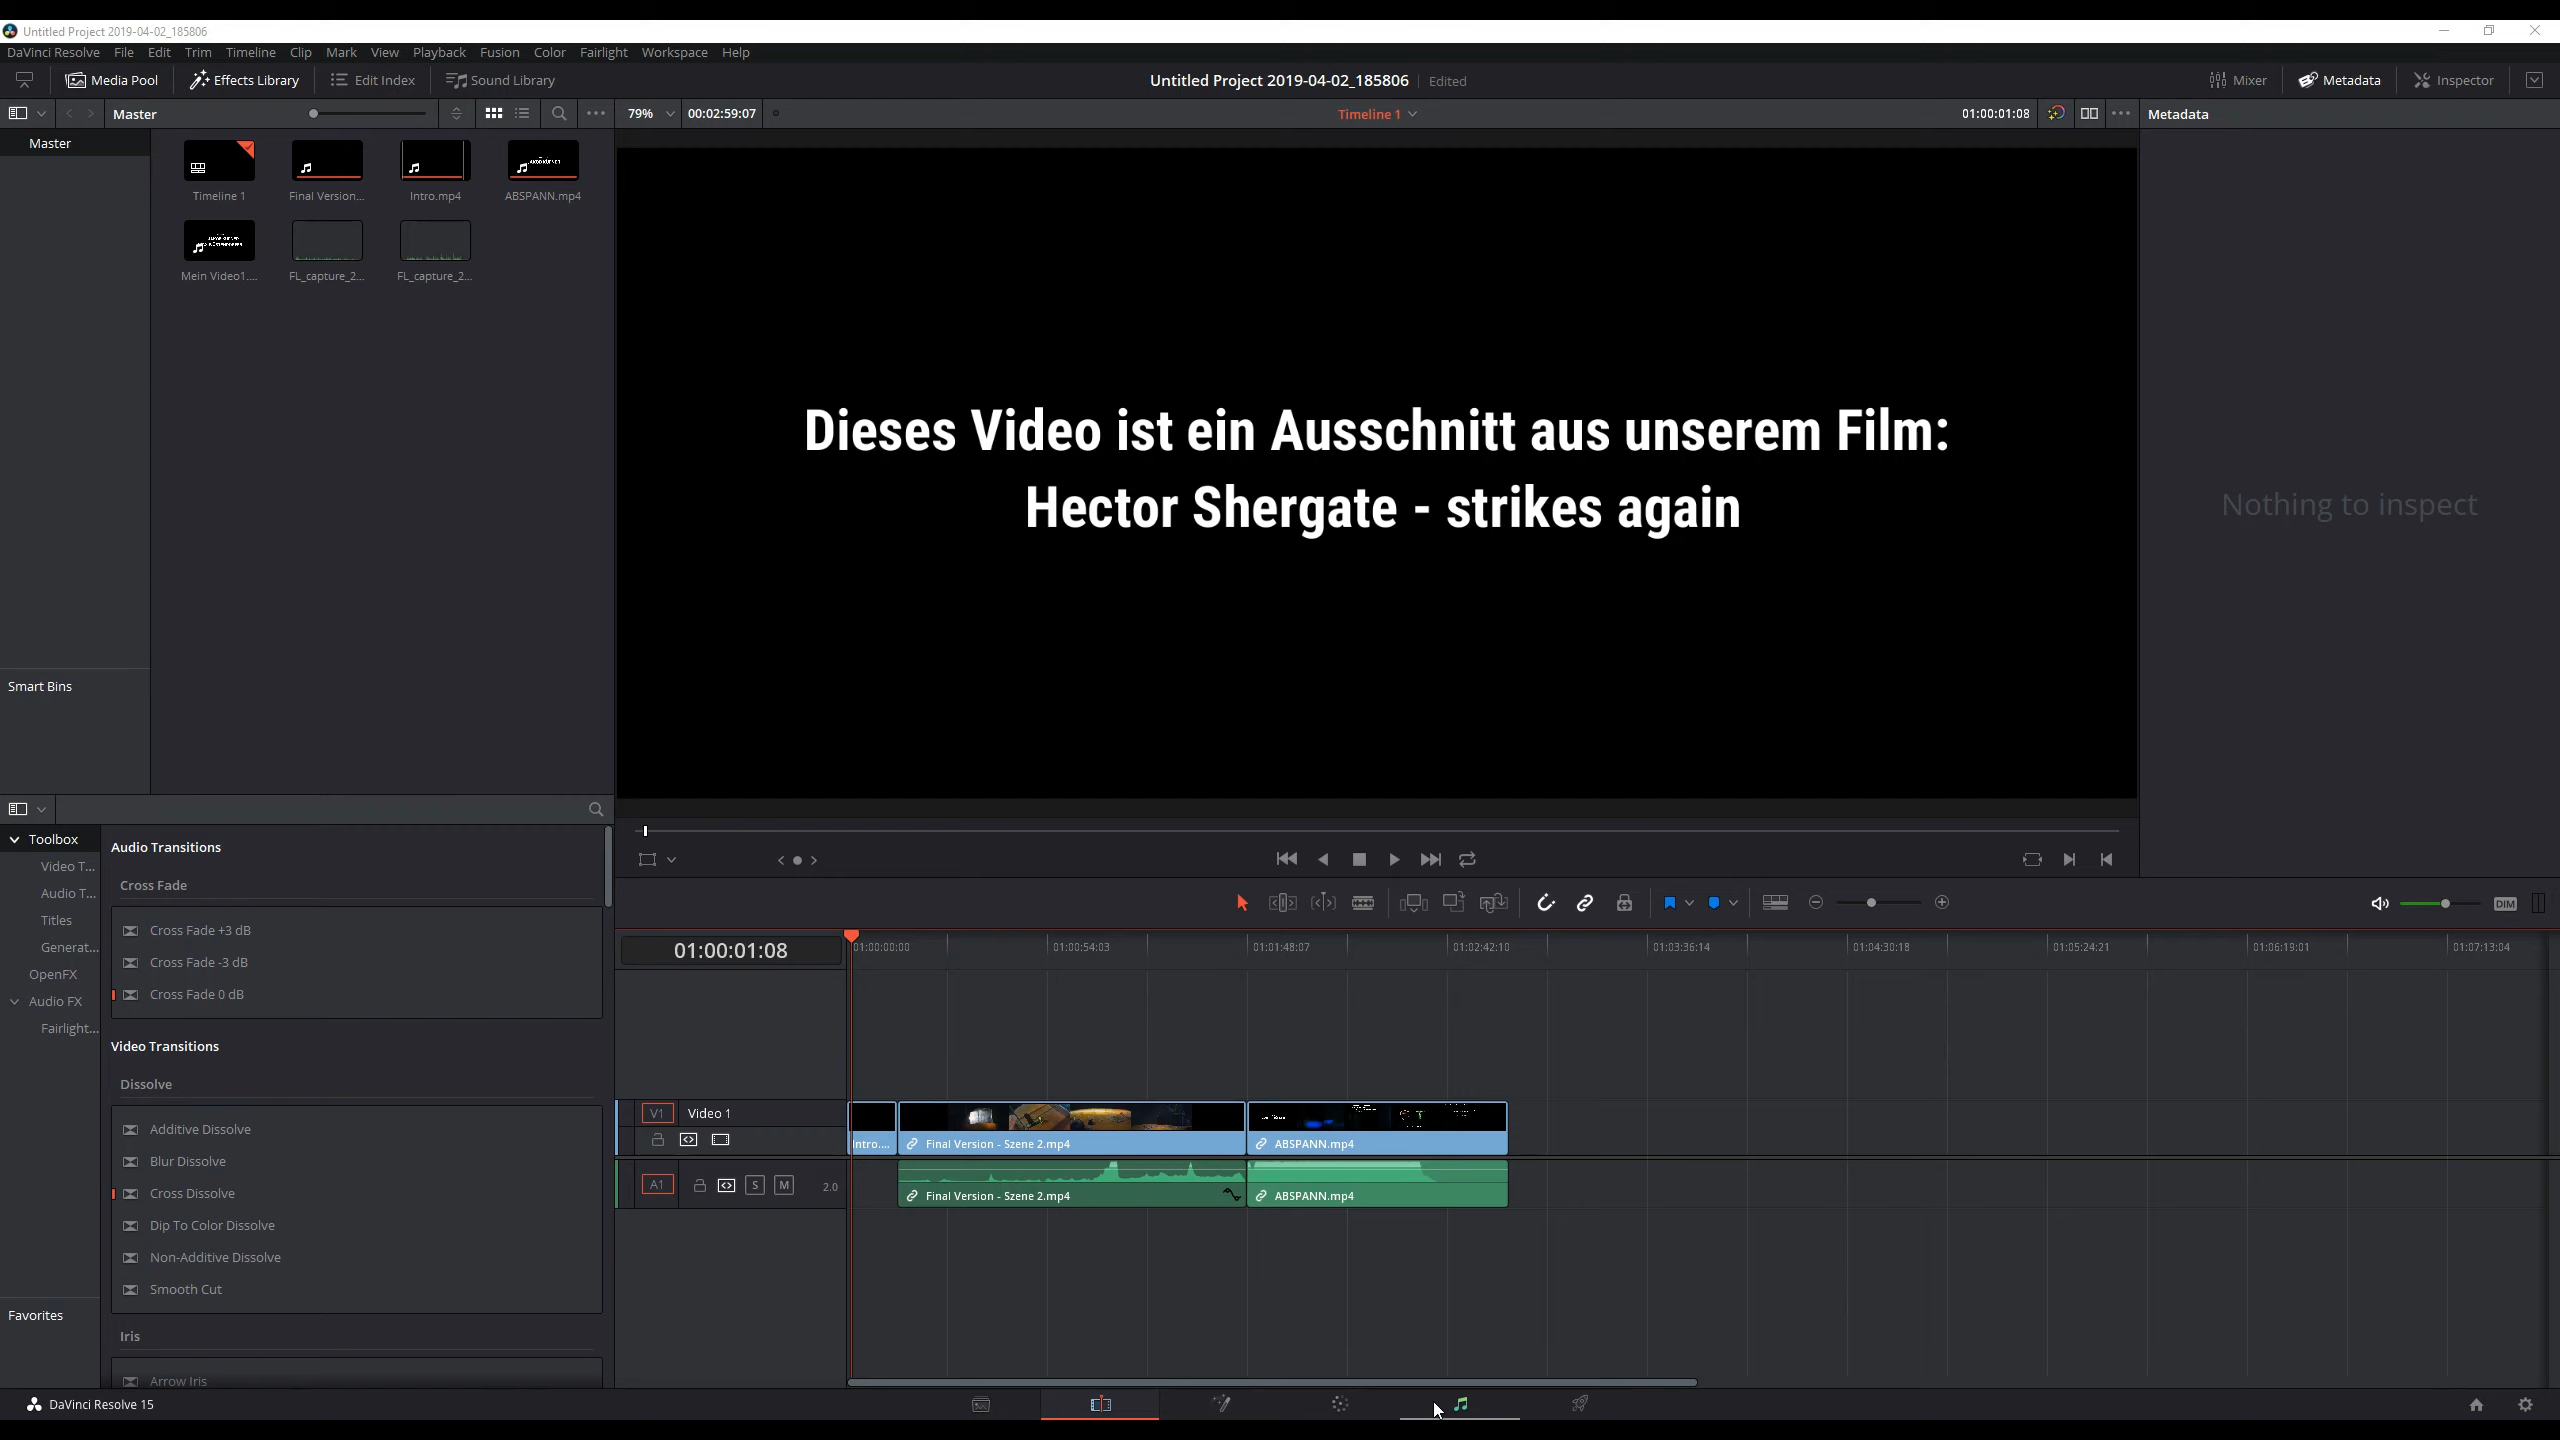 Untitled Project 2019-04-02_185806
DaVinci Resolve File Edit Trim Timeline Clip Mark View Playback Fusion Color Fairlight Workspace Help
Media Pool Effects Library Edit Index Sound Library Untitled Project 2019-04-02_185806 Edited Mixer Metadata Inspector
Master 79% 00:02:59:07 Timeline 1 01:00:01:08 Metadata
Master
Timeline 1 Final Version... Intro.mp4 ABSPANN.mp4
Mein Video1.... FL_capture_2... FL_capture_2...
Dieses Video ist ein Ausschnitt aus unserem Film:
Hector Shergate - strikes again
Nothing to inspect
Smart Bins
Toolbox
Video T...
Audio T...
Titles
Generat...
OpenFX
Audio FX
Fairlight...
Favorites
Audio Transitions
Cross Fade
Cross Fade +3 dB
Cross Fade -3 dB
Cross Fade 0 dB
Video Transitions
Dissolve
Additive Dissolve
Blur Dissolve
Cross Dissolve
Dip To Color Dissolve
Non-Additive Dissolve
Smooth Cut
Iris
Arrow Iris
DIM
01:00:01:08 01:00:00:00 01:00:54:03 01:01:48:07 01:02:42:10 01:03:36:14 01:04:30:18 01:05:24:21 01:06:19:01 01:07:13:04
V1 Video 1
Intro.... Final Version - Szene 2.mp4 ABSPANN.mp4
A1 S M 2.0
Final Version - Szene 2.mp4 ABSPANN.mp4
DaVinci Resolve 15